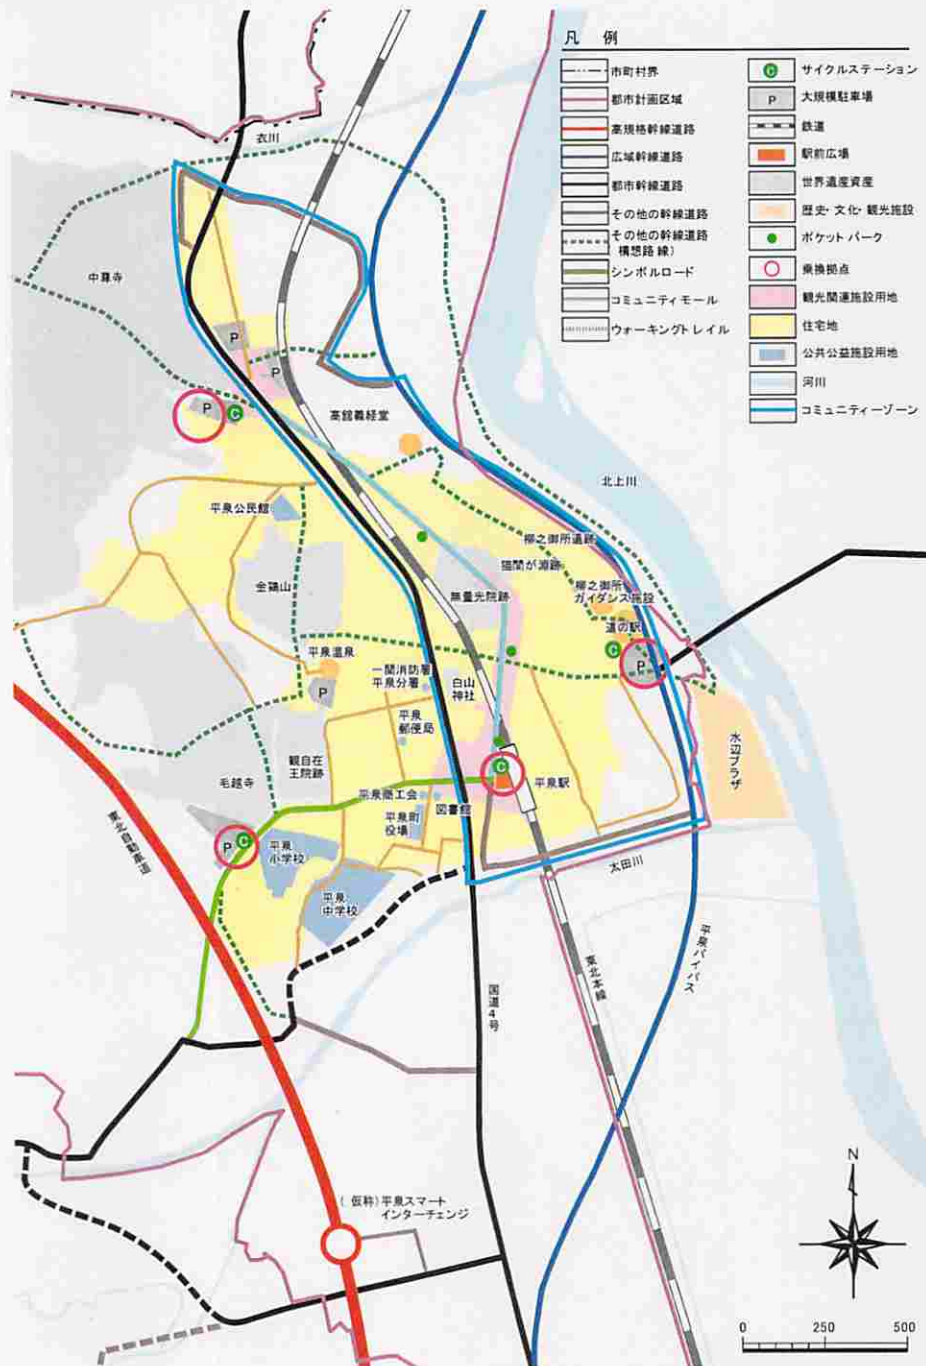 凡 例
市町村界
都市計画区域
高規格幹線道路
広域幹線道路
都市幹線道路
その他の幹線道路
その他の幹線道路
構想路線）
シンボルロード
コミュニティモール
ウォーキングトレイル
C サイクルステーション
P 大規模駐車場
鉄道
駅前広場
世界遺産資産
歴史・文化・観光施設
ポケットパーク
乗換拠点
観光関連施設用地
住宅地
公共公益施設用地
河川
コミュニティーゾーン
衣川
中尊寺
P
P
P
C
高舘義経堂
北上川
平泉公民館
柳之御所遺跡
猫間が淵跡
金鶏山
無量光院跡
柳之御所
ガイダンス施設
道の駅
C
P
平泉温泉
P
一関消防署
平泉分署
白山
神社
平泉
郵便局
水辺プラザ
観自在
王院跡
毛越寺
C
平泉駅
平泉商工会
図書館
平泉町
役場
東北自動車道
P
C
平泉
小学校
太田川
平泉
中学校
国道4号
東北本線
平泉バイパス
（仮称）平泉スマート
インターチェンジ
N
0 250 500